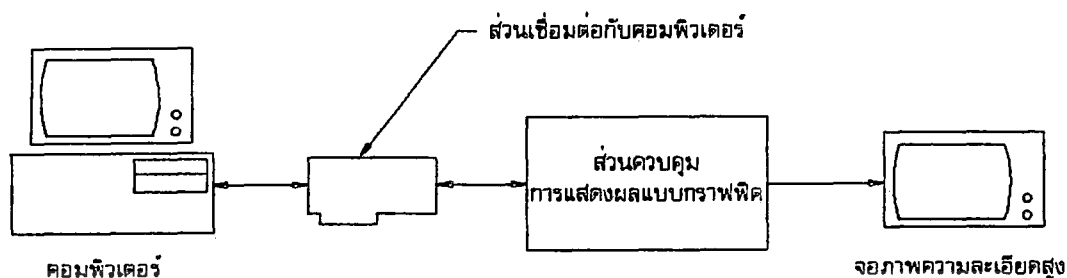 ส่วนเชื่อมต่อกับคอมพิวเตอร์
ส่วนควบคุม
การแสดงผลแบบกราฟฟิค
คอมพิวเตอร์
จอภาพความละเอียดสูง